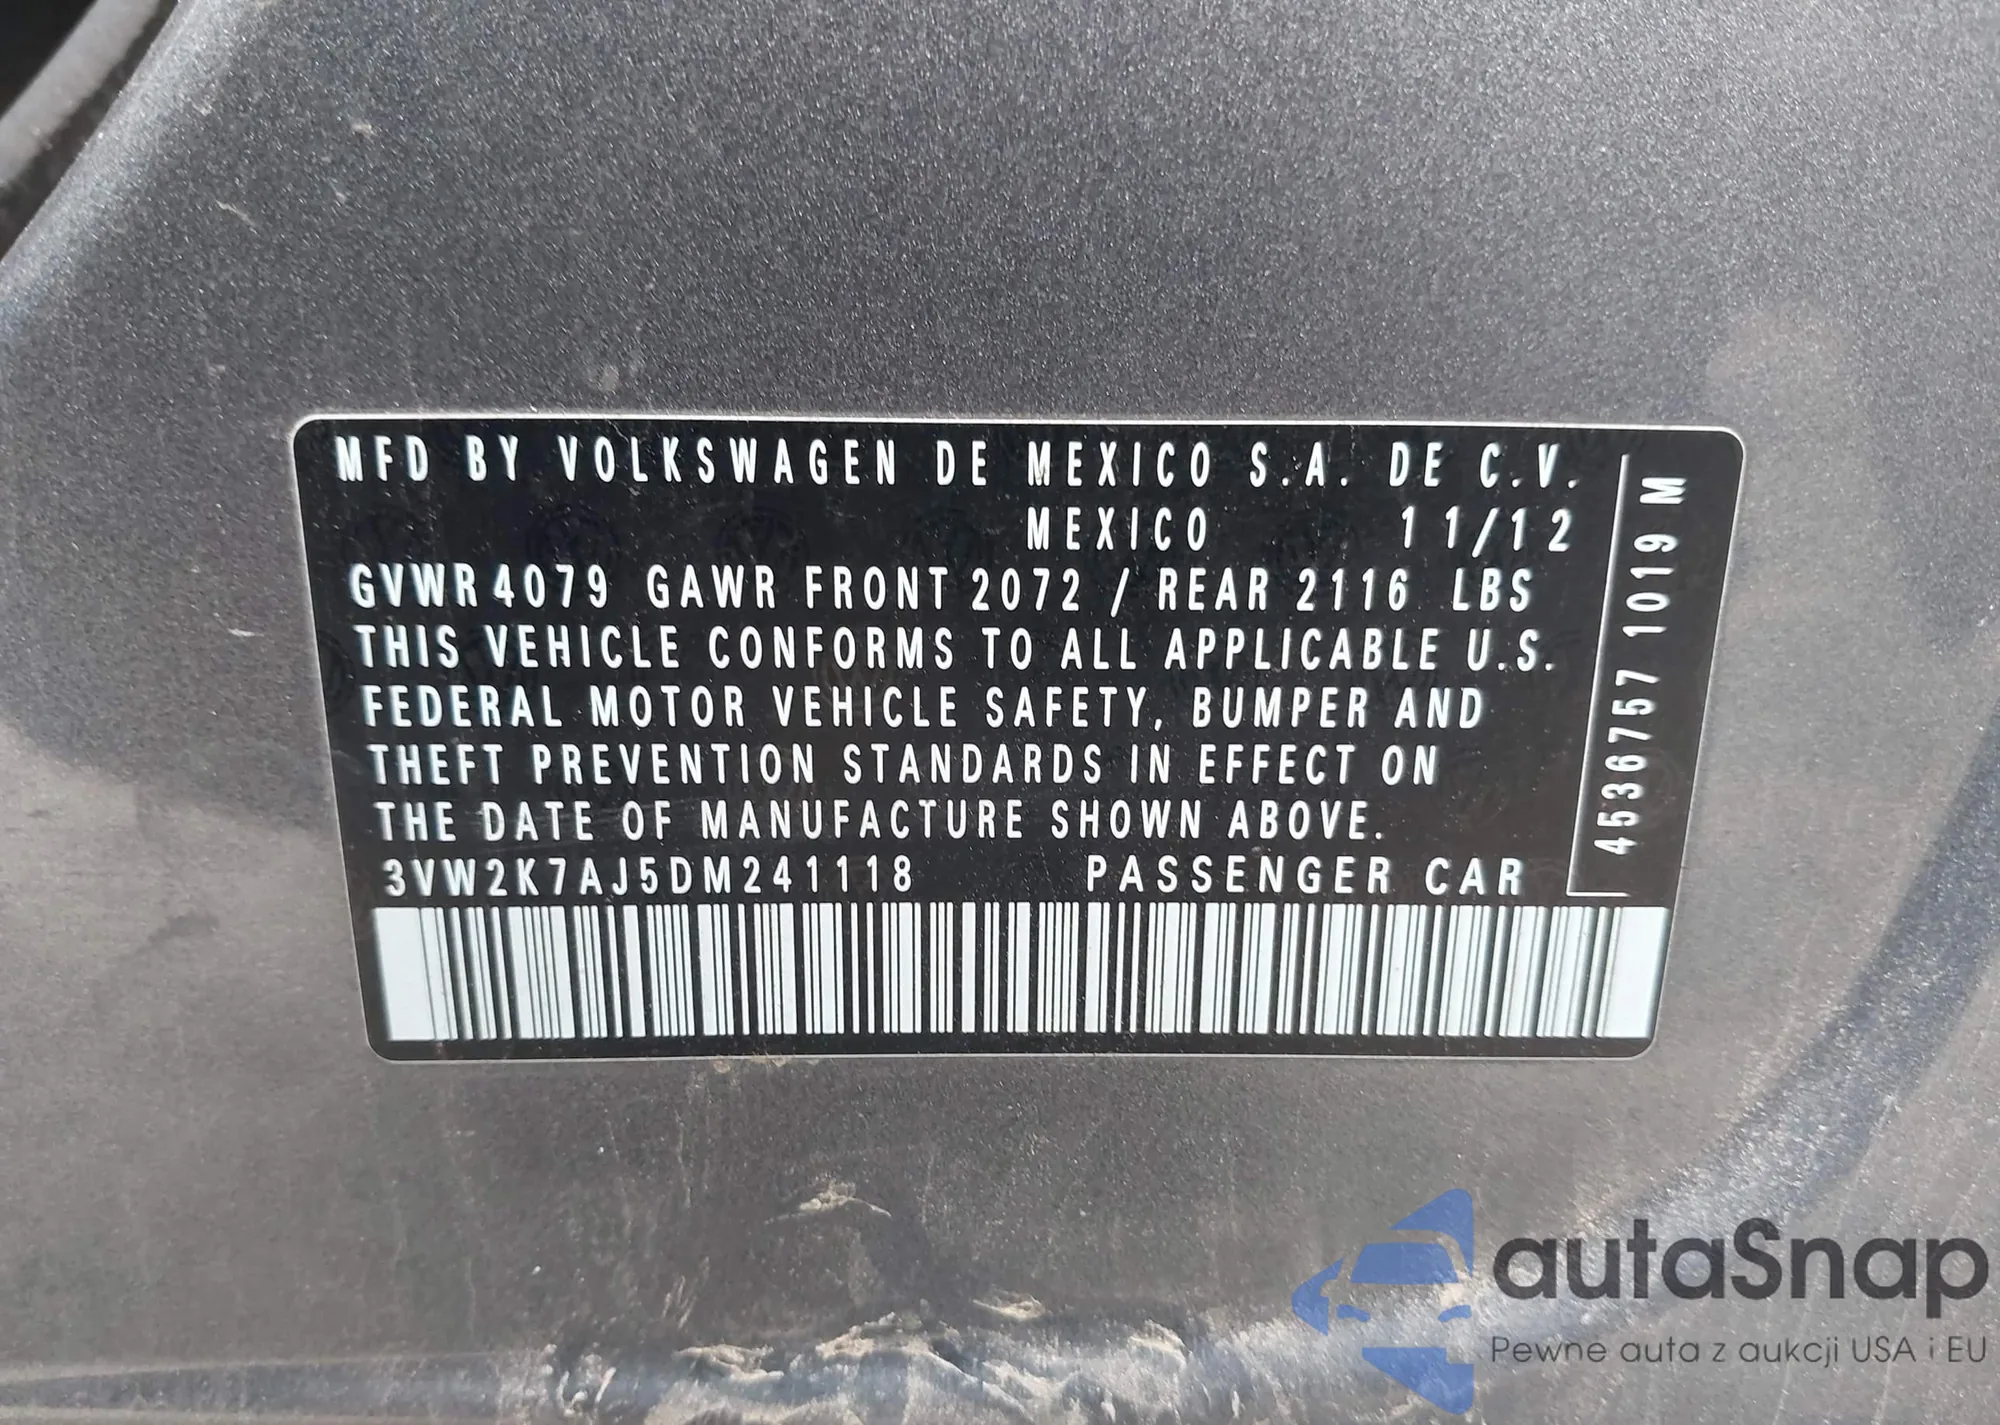 MFD BY VOLKSWAGEN DE MEXICO S.A. DE C.V.
MEXICO 11/12
GVWR 4079 GAWR FRONT 2072 / REAR 2116 LBS
THIS VEHICLE CONFORMS TO ALL APPLICABLE U.S.
FEDERAL MOTOR VEHICLE SAFETY, BUMPER AND
THEFT PREVENTION STANDARDS IN EFFECT ON
THE DATE OF MANUFACTURE SHOWN ABOVE.
3VW2K7AJ5DM241118 PASSENGER CAR
4536757 1019 M
autaSnap
Pewne auta z aukcji USA i EU